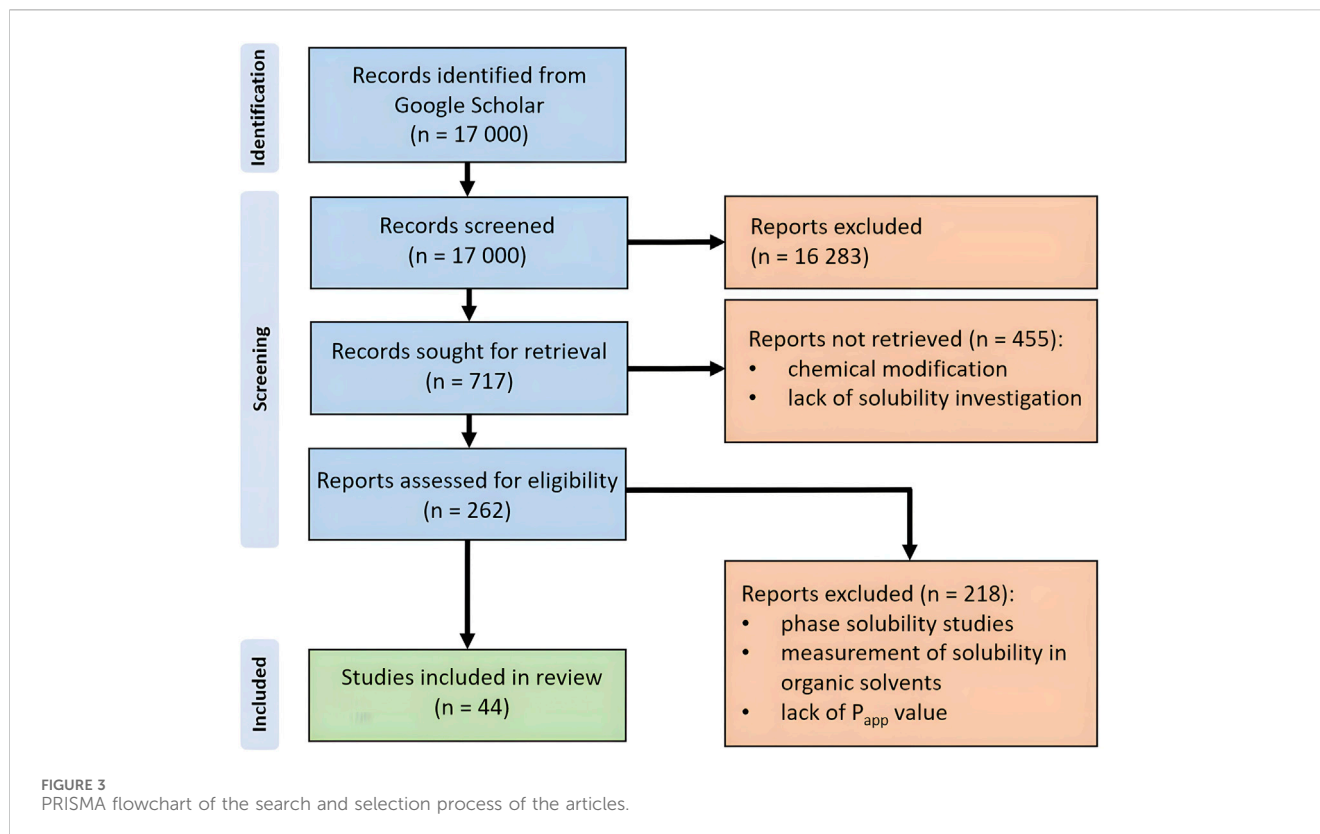 Identification
Records identified from
Google Scholar
(n = 17 000)
Screening
Records screened
(n = 17 000)
Reports excluded
(n = 16 283)
Records sought for retrieval
(n = 717)
Reports not retrieved (n = 455):
• chemical modification
• lack of solubility investigation
Reports assessed for eligibility
(n = 262)
Reports excluded (n = 218):
• phase solubility studies
• measurement of solubility in
organic solvents
• lack of Papp value
Included
Studies included in review
(n = 44)
FIGURE 3
PRISMA flowchart of the search and selection process of the articles.